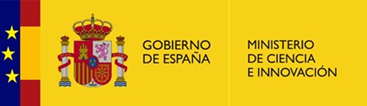 GOBIERNO
DE ESPAÑA
MINISTERIO
DE CIENCIA
E INNOVACIÓN